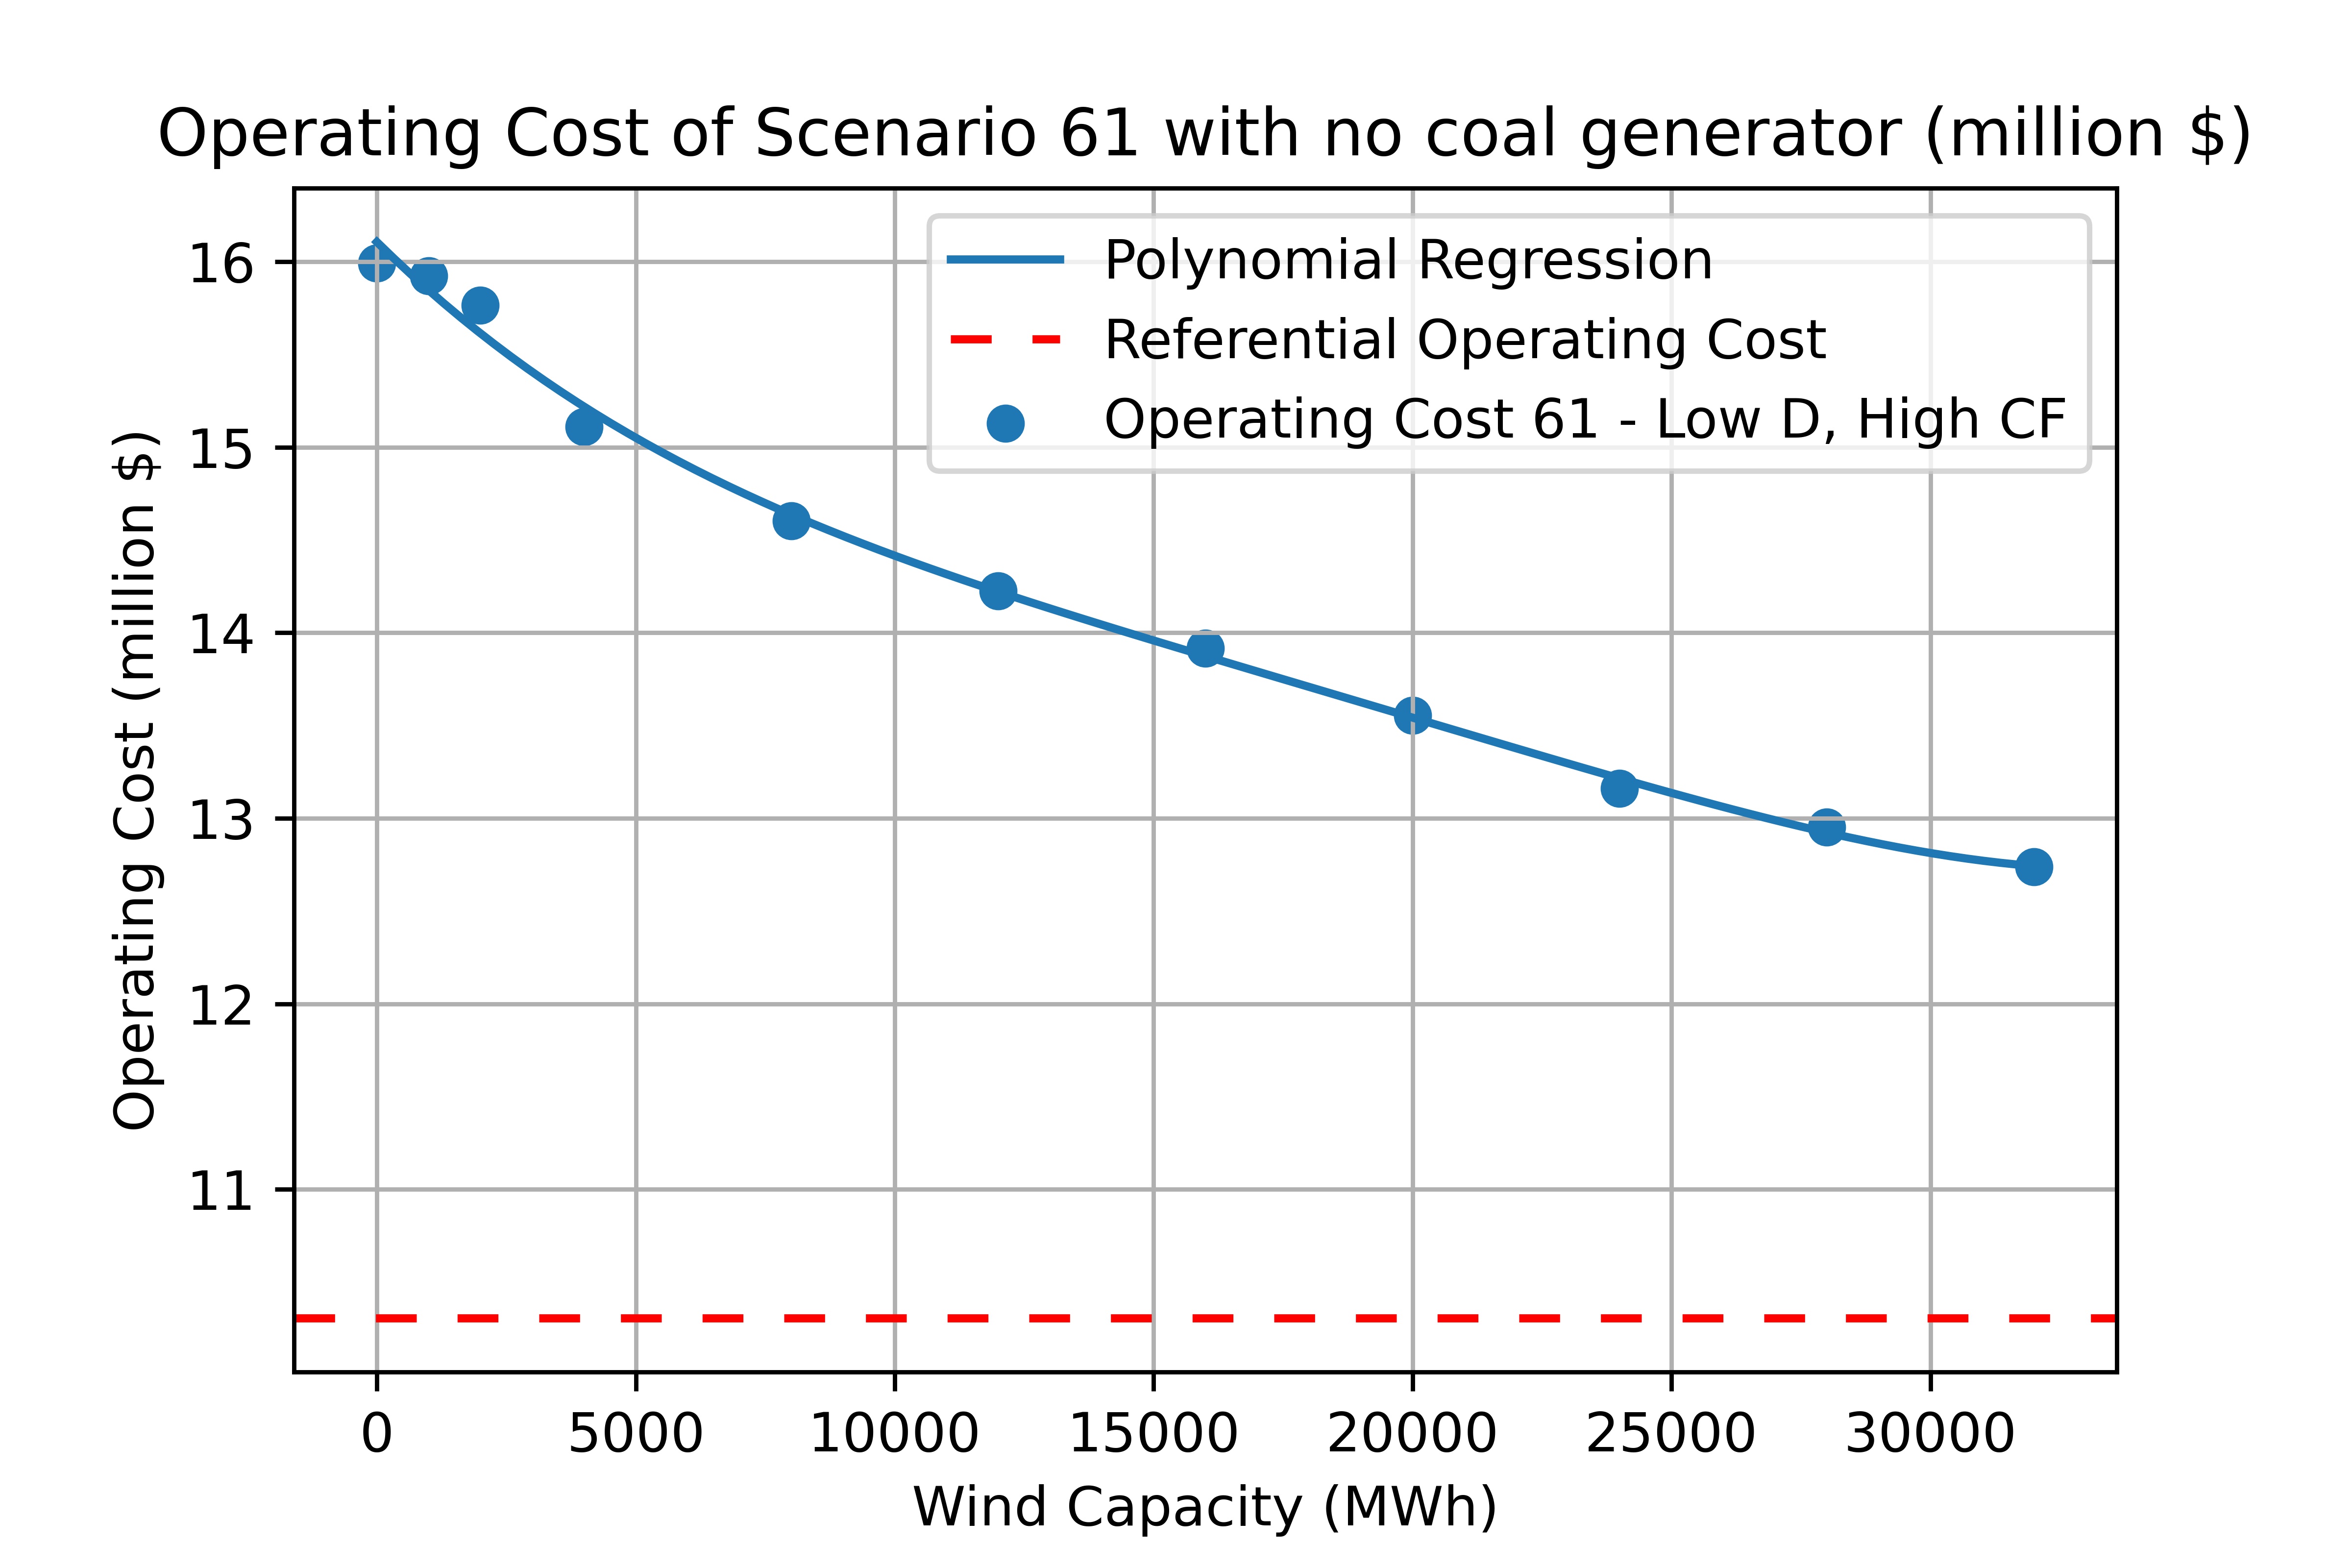 Operating Cost of Scenario 61 with no coal generator (million $)
Polynomial Regression
Referential Operating Cost
Operating Cost 61 - Low D, High CF
Operating Cost (million $)
16
15
14
13
12
11
0 5000 10000 15000 20000 25000 30000
Wind Capacity (MWh)